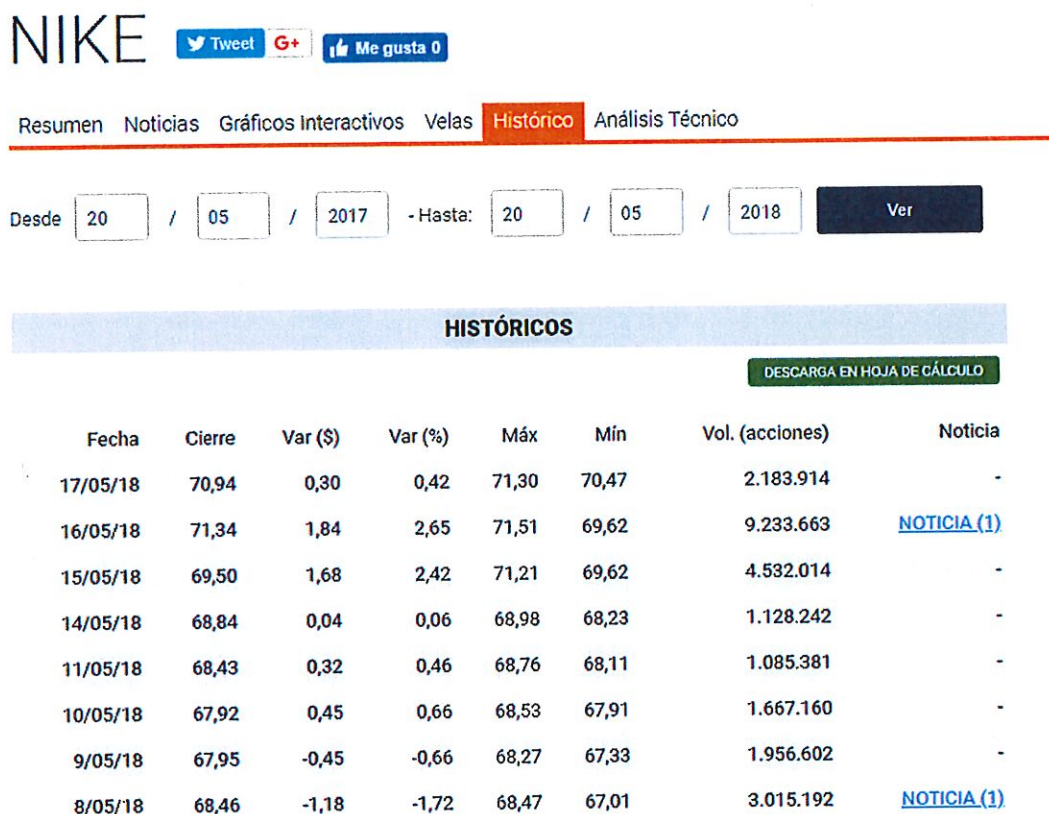 NIKE Tweet G+ Me gusta 0
Resumen Noticias Gráficos Interactivos Velas Histórico Análisis Técnico
Desde 20 / 05 / 2017 - Hasta: 20 / 05 / 2018 Ver
HISTÓRICOS
DESCARGA EN HOJA DE CÁLCULO
Fecha Cierre Var ($) Var (%) Máx Mín Vol. (acciones) Noticia
17/05/18 70,94 0,30 0,42 71,30 70,47 2.183.914 -
16/05/18 71,34 1,84 2,65 71,51 69,62 9.233.663 NOTICIA (1)
15/05/18 69,50 1,68 2,42 71,21 69,62 4.532.014 -
14/05/18 68,84 0,04 0,06 68,98 68,23 1.128.242 -
11/05/18 68,43 0,32 0,46 68,76 68,11 1.085.381 -
10/05/18 67,92 0,45 0,66 68,53 67,91 1.667.160 -
9/05/18 67,95 -0,45 -0,66 68,27 67,33 1.956.602 -
8/05/18 68,46 -1,18 -1,72 68,47 67,01 3.015.192 NOTICIA (1)